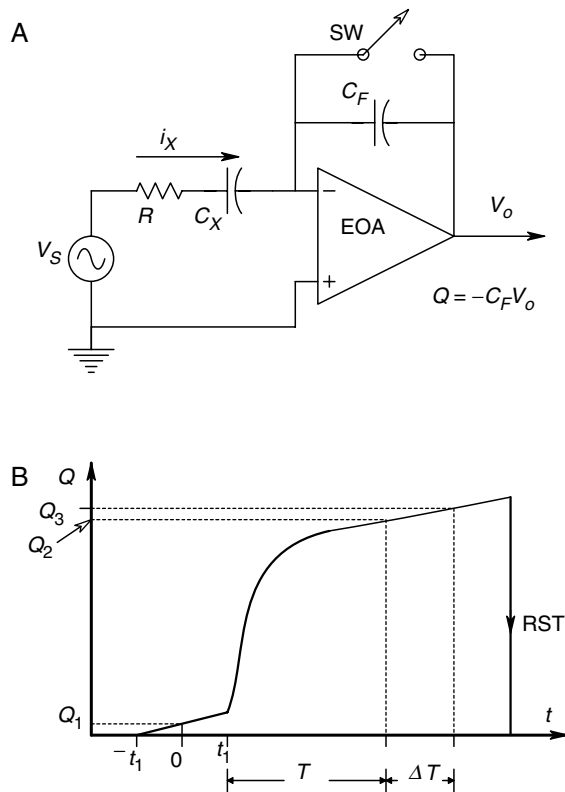 A
SW
C_F
i_X
R
C_X
−
EOA
V_o
V_S
+
Q = −C_F V_o
B
Q
Q_3
Q_2
RST
Q_1
t
−t_1
0
t_1
T
ΔT